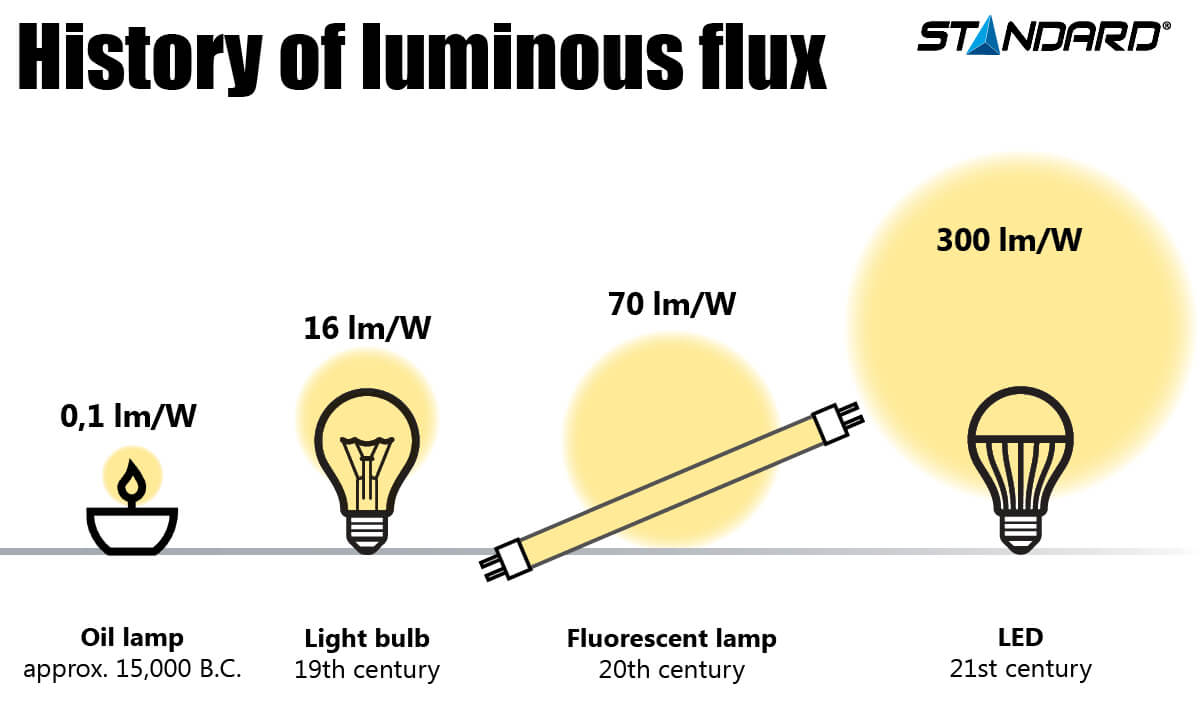 History of luminous flux
STANDARD®
300 lm/W
70 lm/W
16 lm/W
0,1 lm/W
Oil lamp
approx. 15,000 B.C.
Light bulb
19th century
Fluorescent lamp
20th century
LED
21st century